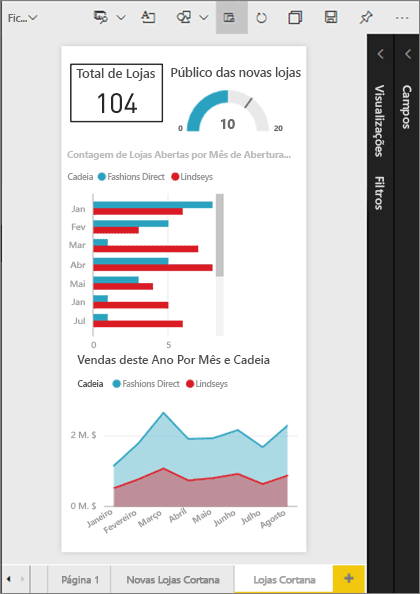 Fic...
Total de Lojas
104
Público das novas lojas
0
10
20
Contagem de Lojas Abertas por Mês de Abertura...
Cadeia Fashions Direct Lindseys
Jan
Fev
Mar
Abr
Mai
Jan
Jul
0 5
Vendas deste Ano Por Mês e Cadeia
Cadeia Fashions Direct Lindseys
2 M. $
0 M. $
Janeiro
Fevereiro
Março
Abril
Maio
Junho
Julho
Agosto
Visualizações
Filtros
Campos
Página 1
Novas Lojas Cortana
Lojas Cortana